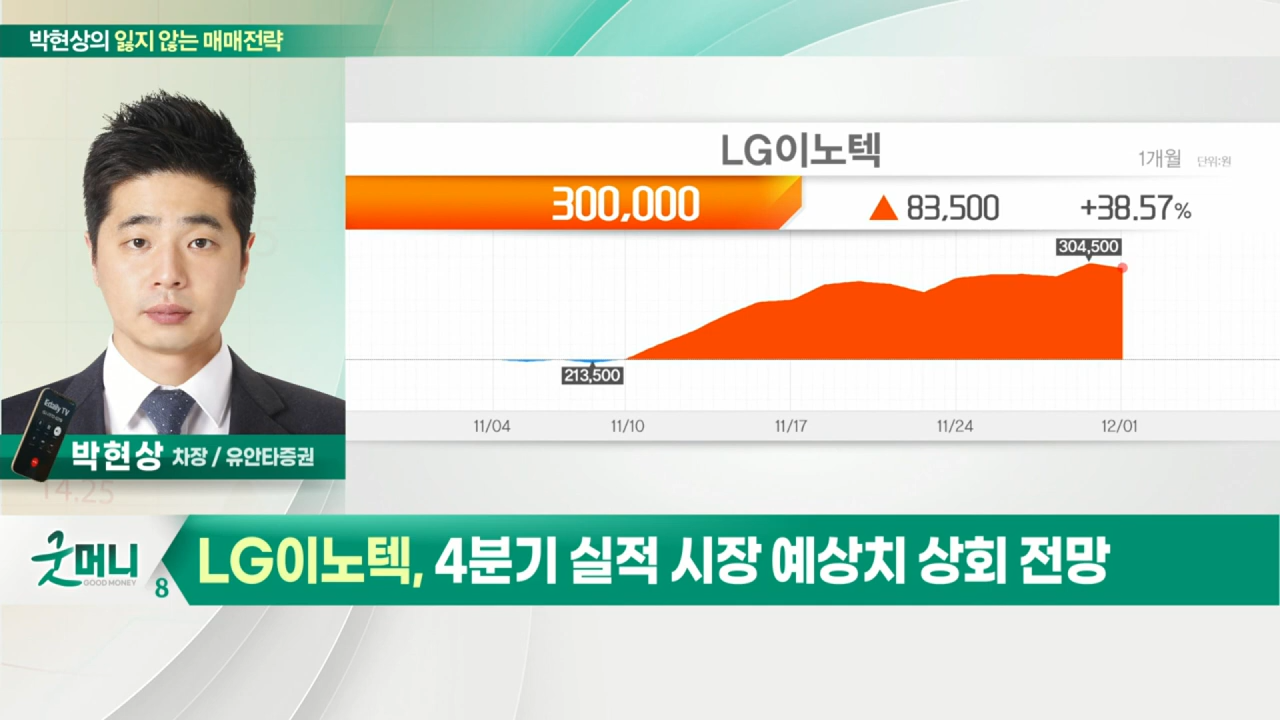 박현상의 잃지 않는 매매전략
LG이노텍
1개월 단위:원
300,000 ▲ 83,500 +38.57%
304,500
213,500
11/04 11/10 11/17 11/24 12/01
Edaily TV
박현상 차장 / 유안타증권
14.25
굿머니
GOOD MONEY
8
LG이노텍, 4분기 실적 시장 예상치 상회 전망